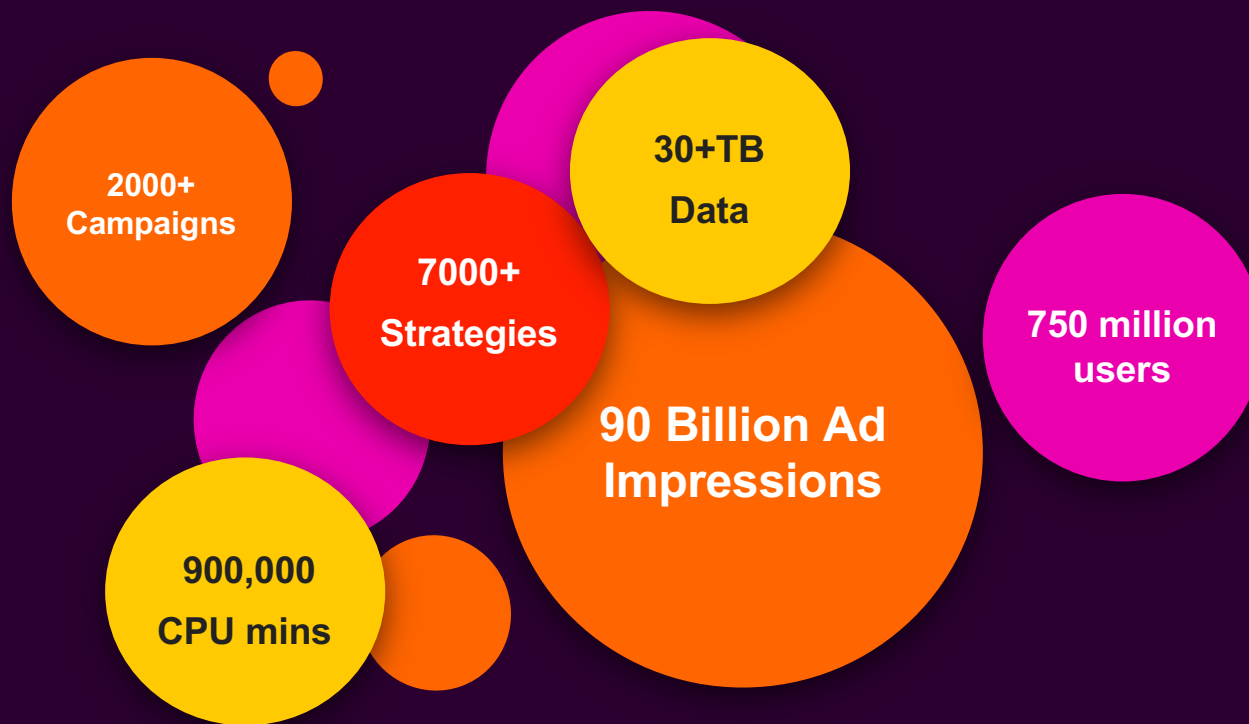 2000+
Campaigns
7000+
Strategies
30+TB
Data
90 Billion Ad
Impressions
750 million
users
900,000
CPU mins